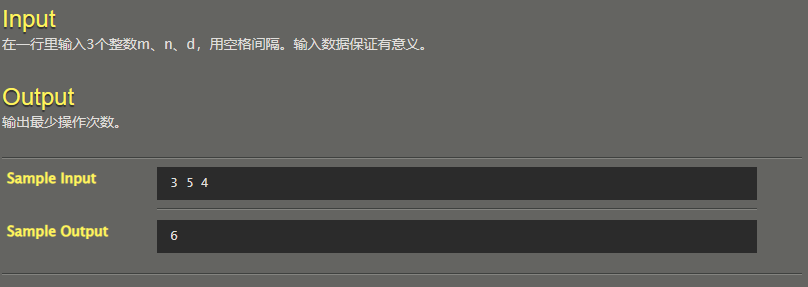 Input
在一行里输入3个整数m、n、d，用空格间隔。输入数据保证有意义。
Output
输出最少操作次数。
Sample Input
3 5 4
Sample Output
6